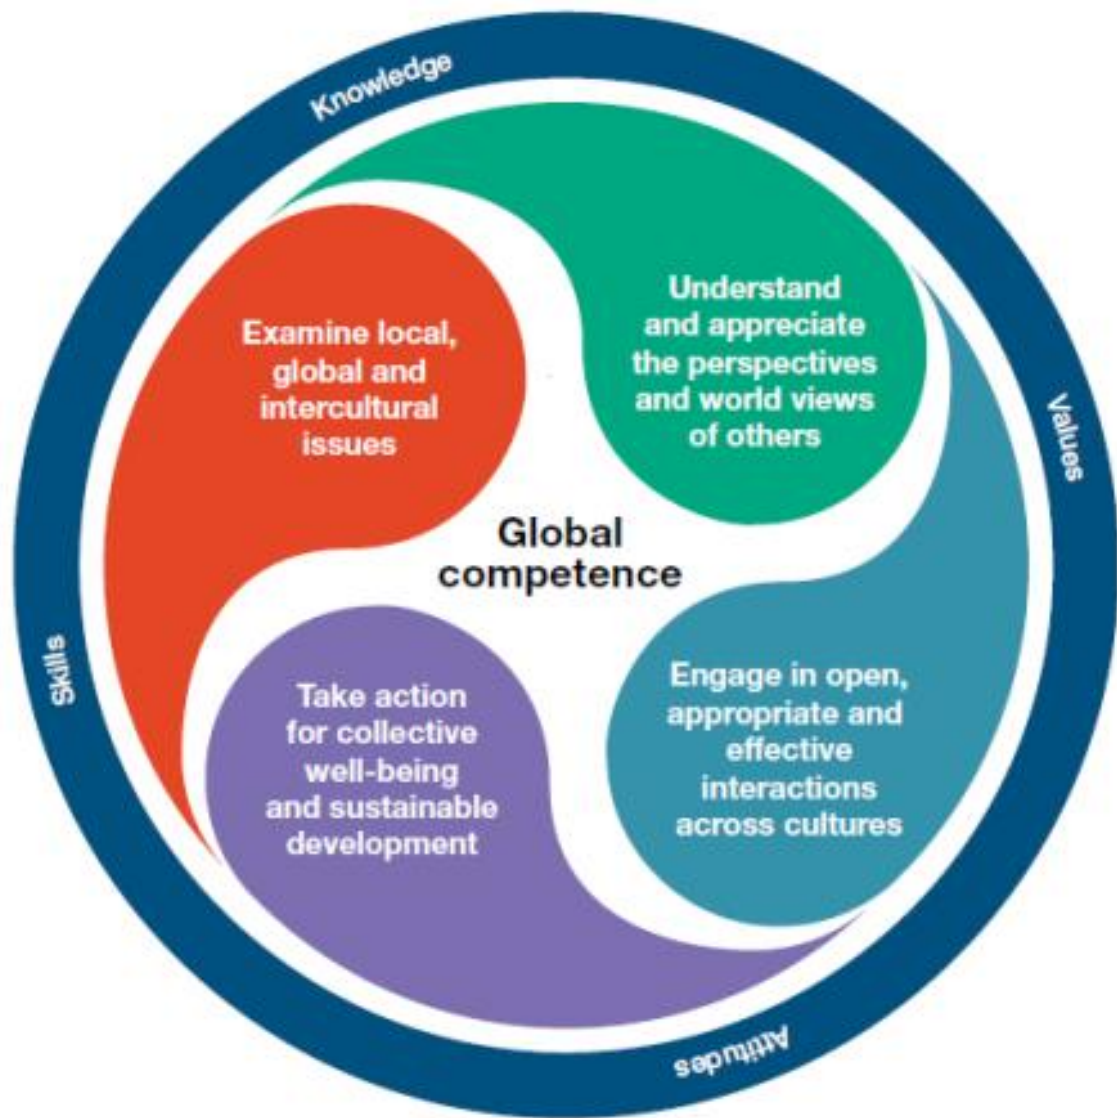 Knowledge
Values
Attitudes
Skills
Examine local,
global and
intercultural
issues
Understand
and appreciate
the perspectives
and world views
of others
Global
competence
Take action
for collective
well-being
and sustainable
development
Engage in open,
appropriate and
effective
interactions
across cultures